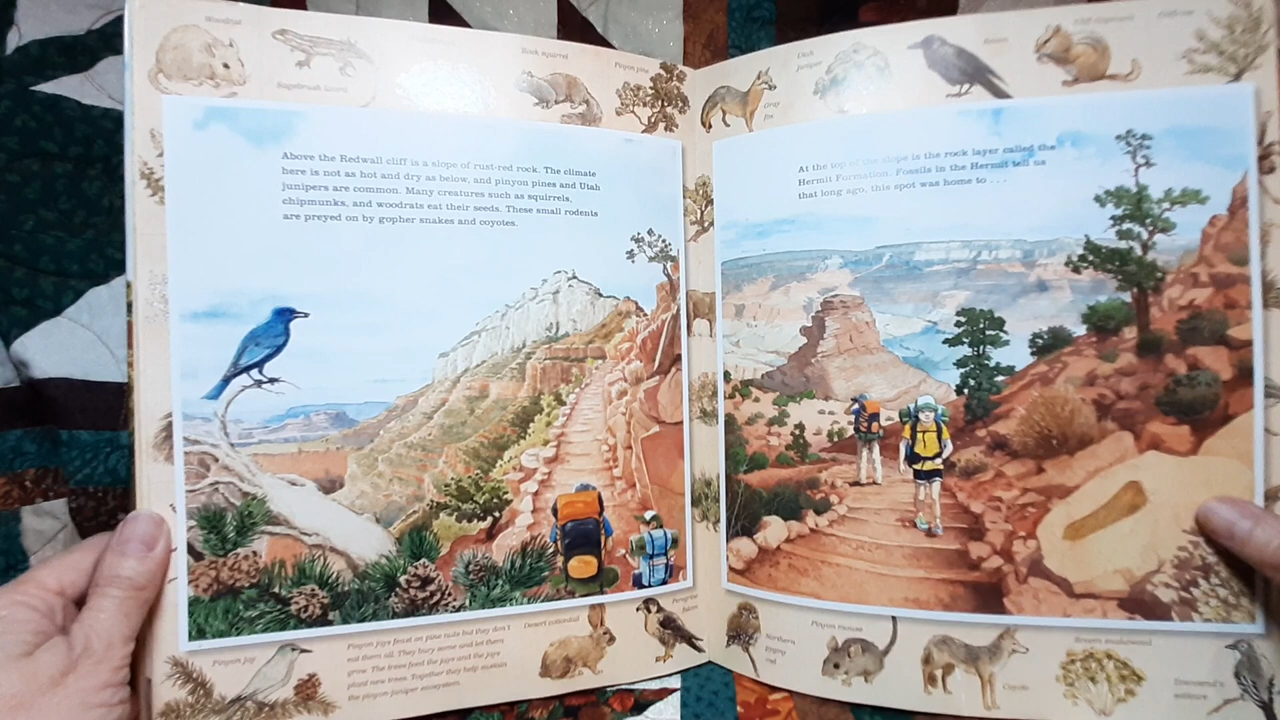 Woodrat
Sagebrush lizard
Rock squirrel
Pinyon pine
Gray
fox
Utah
juniper
Raven
Cliff chipmunk
Above the Redwall cliff is a slope of rust-red rock. The climate
here is not as hot and dry as below, and pinyon pines and Utah
junipers are common. Many creatures such as squirrels,
chipmunks, and woodrats eat their seeds. These small rodents
are preyed on by gopher snakes and coyotes.
At the top of the slope is the rock layer called the
Hermit Formation. Fossils in the Hermit tell us
that long ago, this spot was home to . . .
Pinyon jay
Pinyon jays feast on pine nuts but they don't
eat them all. They bury some and let them
grow. The trees feed the jays and the jays
plant new trees. Together they help sustain
the pinyon-juniper ecosystem.
Desert cottontail
Peregrine
falcon
Northern
pygmy
owl
Pinyon mouse
Coyote
Broom snakeweed
Townsend's
solitaire